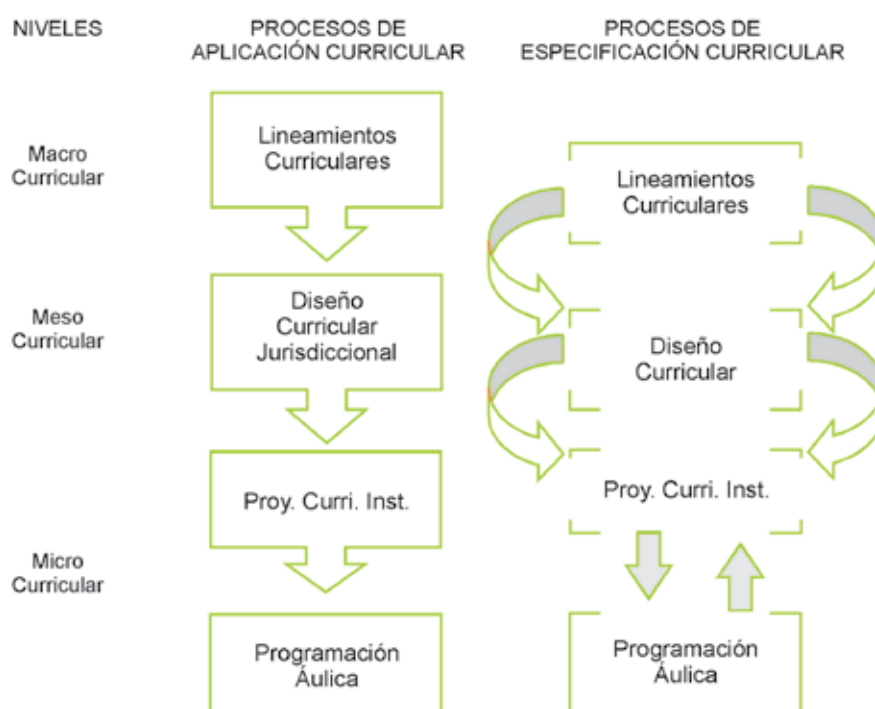 NIVELES
PROCESOS DE
APLICACIÓN CURRICULAR
PROCESOS DE
ESPECIFICACIÓN CURRICULAR
Macro
Curricular
Lineamientos
Curriculares
Lineamientos
Curriculares
Meso
Curricular
Diseño
Curricular
Jurisdiccional
Diseño
Curricular
Micro
Curricular
Proy. Curri. Inst.
Proy. Curri. Inst.
Programación
Áulica
Programación
Áulica